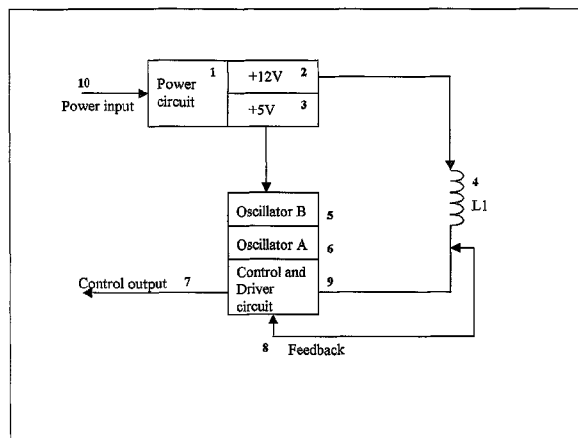 1
+12V
2
10
Power
circuit
Power input
+5V
3
4
L1
Oscillator B
5
Oscillator A
6
Control output
7
Control and
Driver
circuit
9
8
Feedback